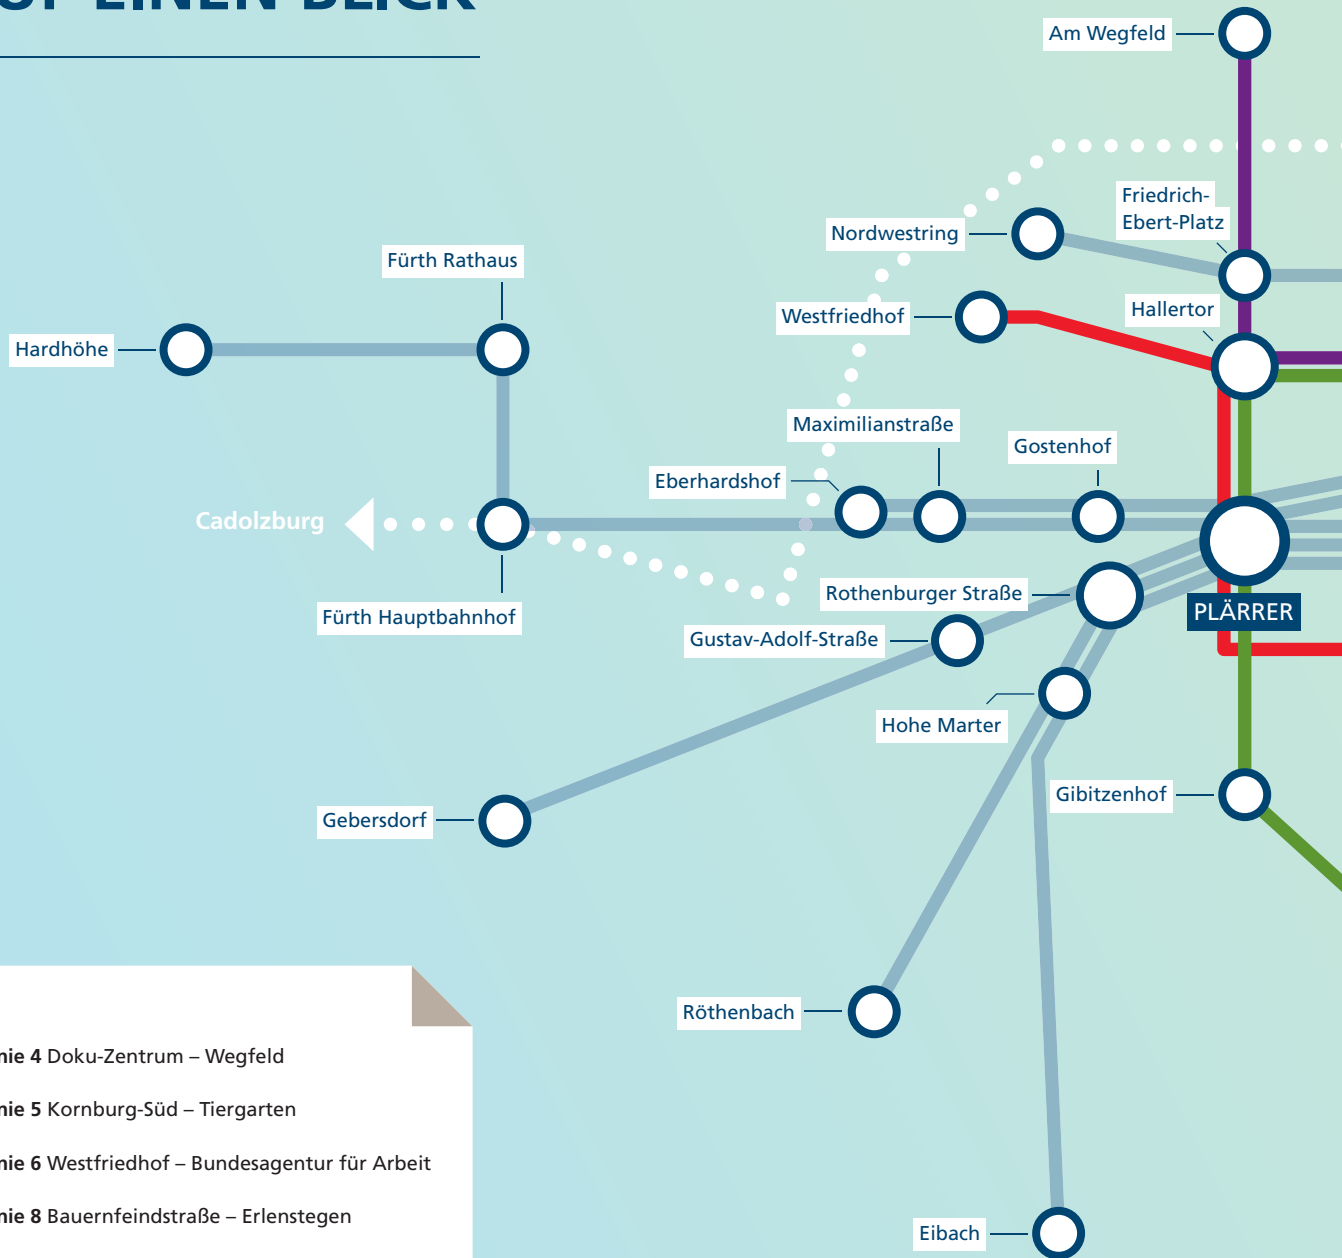 EINEN BLICK
Am Wegfeld
Friedrich-
Ebert-Platz
Nordwestring
Fürth Rathaus
Hallertor
Westfriedhof
Hardhöhe
Maximilianstraße
Gostenhof
Eberhardshof
Cadolzburg
Rothenburger Straße
PLÄRRER
Fürth Hauptbahnhof
Gustav-Adolf-Straße
Hohe Marter
Gibitzenhof
Gebersdorf
Röthenbach
nie 4 Doku-Zentrum – Wegfeld
nie 5 Kornburg-Süd – Tiergarten
nie 6 Westfriedhof – Bundesagentur für Arbeit
nie 8 Bauernfeindstraße – Erlenstegen
Eibach